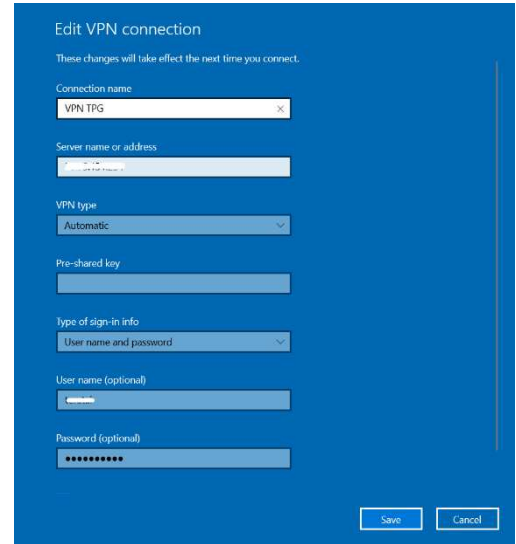 Edit VPN connection
These changes will take effect the next time you connect.
Connection name
VPN TPG
Server name or address
VPN type
Automatic
Pre-shared key
Type of sign-in info
User name and password
User name (optional)
Password (optional)
●●●●●●●●●●
Save Cancel